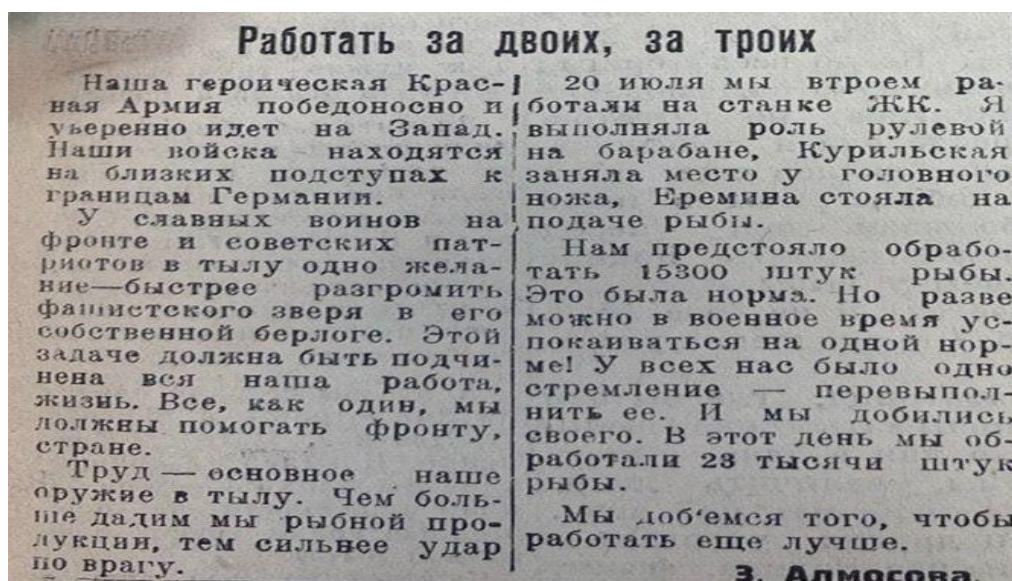 Работать за двоих, за троих
Наша героическая Крас-
ная Армия победоносно и
уверенно идет на Запад.
Наши войска находятся
на близких подступах к
границам Германии.
У славных воинов на
фронте и советских пат-
риотов в тылу одно жела-
ние—быстрее разгромить
фашистского зверя в его
собственной берлоге. Этой
задаче должна быть подчи-
нена вся наша работа,
жизнь. Все, как один, мы
должны помогать фронту,
стране.
Труд — основное наше
оружие в тылу. Чем боль-
ше дадим мы рыбной про-
дукции, тем сильнее удар
по врагу.
20 июля мы втроем ра-
ботали на станке ЖК. Я
выполняла роль рулевой
на барабане, Курильская
заняла место у головного
ножа, Еремина стояла на
подаче рыбы.
Нам предстояло обрабо-
тать 15300 штук рыбы.
Это была норма. Но разве
можно в военное время ус-
покаиваться на одной нор-
ме! У всех нас было одно
стремление — перевыпол-
нить ее. И мы добились
своего. В этот день мы об-
работали 23 тысячи штук
рыбы.
Мы доб'емся того, чтобы
работать еще лучше.
З. Алмосова.